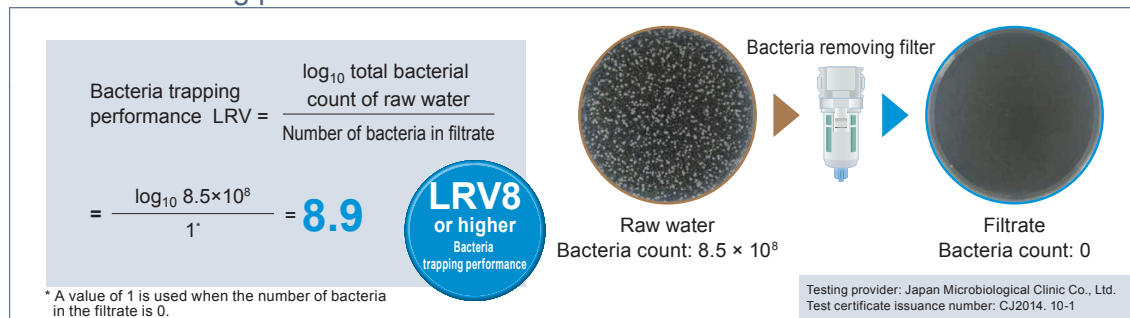 Bacteria trapping
performance LRV =
log₁₀ total bacterial
count of raw water
Number of bacteria in filtrate
=
log₁₀ 8.5×10⁸
1*
= 8.9
LRV8
or higher
Bacteria
trapping performance
* A value of 1 is used when the number of bacteria
in the filtrate is 0.
Bacteria removing filter
Raw water
Bacteria count: 8.5 × 10⁸
Filtrate
Bacteria count: 0
Testing provider: Japan Microbiological Clinic Co., Ltd.
Test certificate issuance number: CJ2014. 10-1